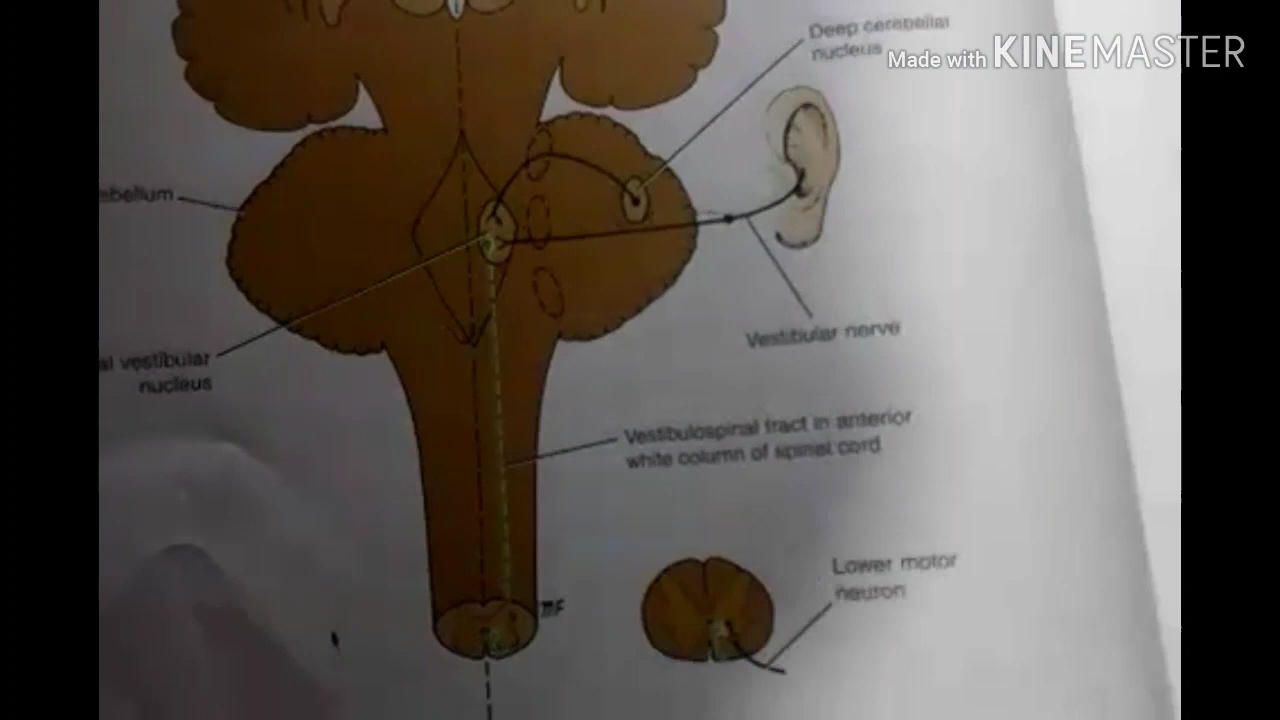 Deep cerebellar
nucleus
Made with KINEMASTER
ebellum
Vestibular nerve
al vestibular
nucleus
Vestibulospinal tract in anterior
white column of spinal cord
Lower motor
neuron